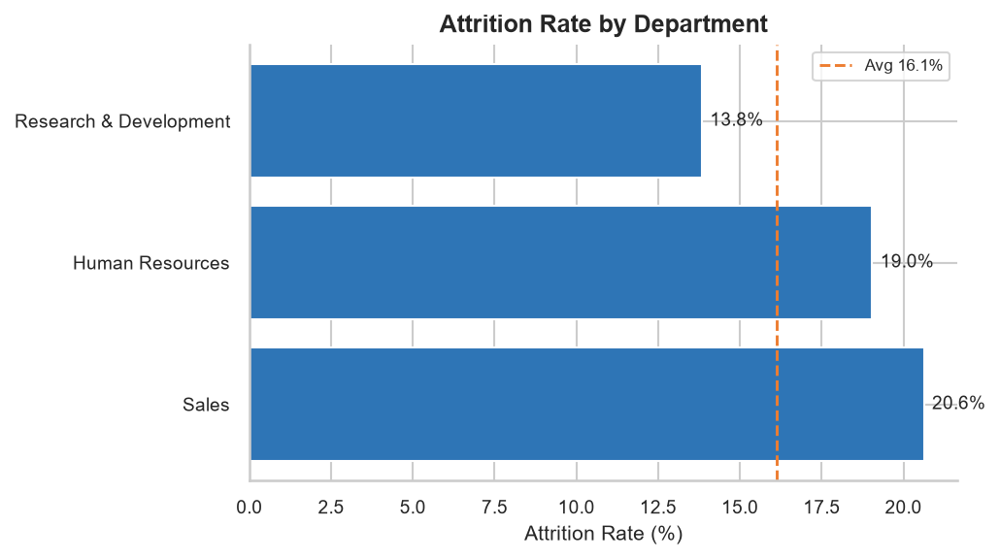 Attrition Rate by Department
Avg 16.1%
Research & Development
13.8%
Human Resources
19.0%
Sales
20.6%
0.0 2.5 5.0 7.5 10.0 12.5 15.0 17.5 20.0
Attrition Rate (%)